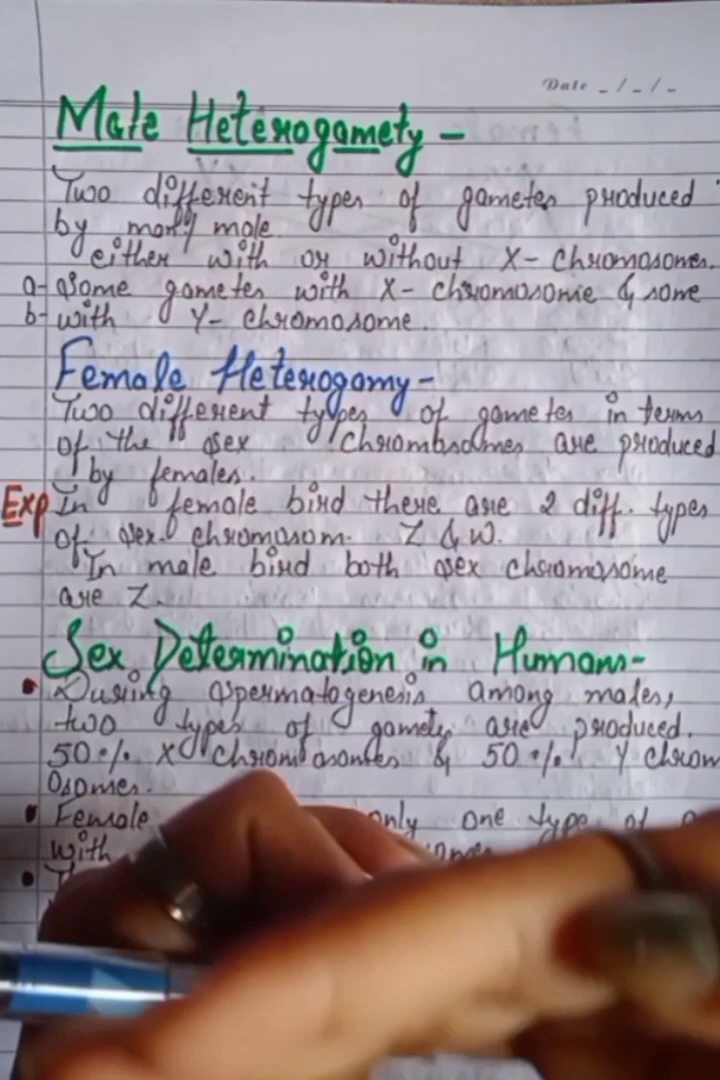 Date _/_/_
Male Heterogamety -
Two different types of gametes produced
by male.
either with or without X- Chromosomes.
a- Some gametes with X- chromosome & some
b- with Y- chromosome.
Female Heterogamy-
Two different types of gametes in terms
of the sex chromosomes are produced
by females.
Exp In female bird there are 2 diff. types
of sex chromosom. Z & W.
In male bird both sex chromosome
are Z.
Sex Determination in Humans-
• During spermatogenesis among males,
two types of gamety are produced.
50% X Chromosomes & 50% Y chrom
osomes.
• Female only one type of
with
•